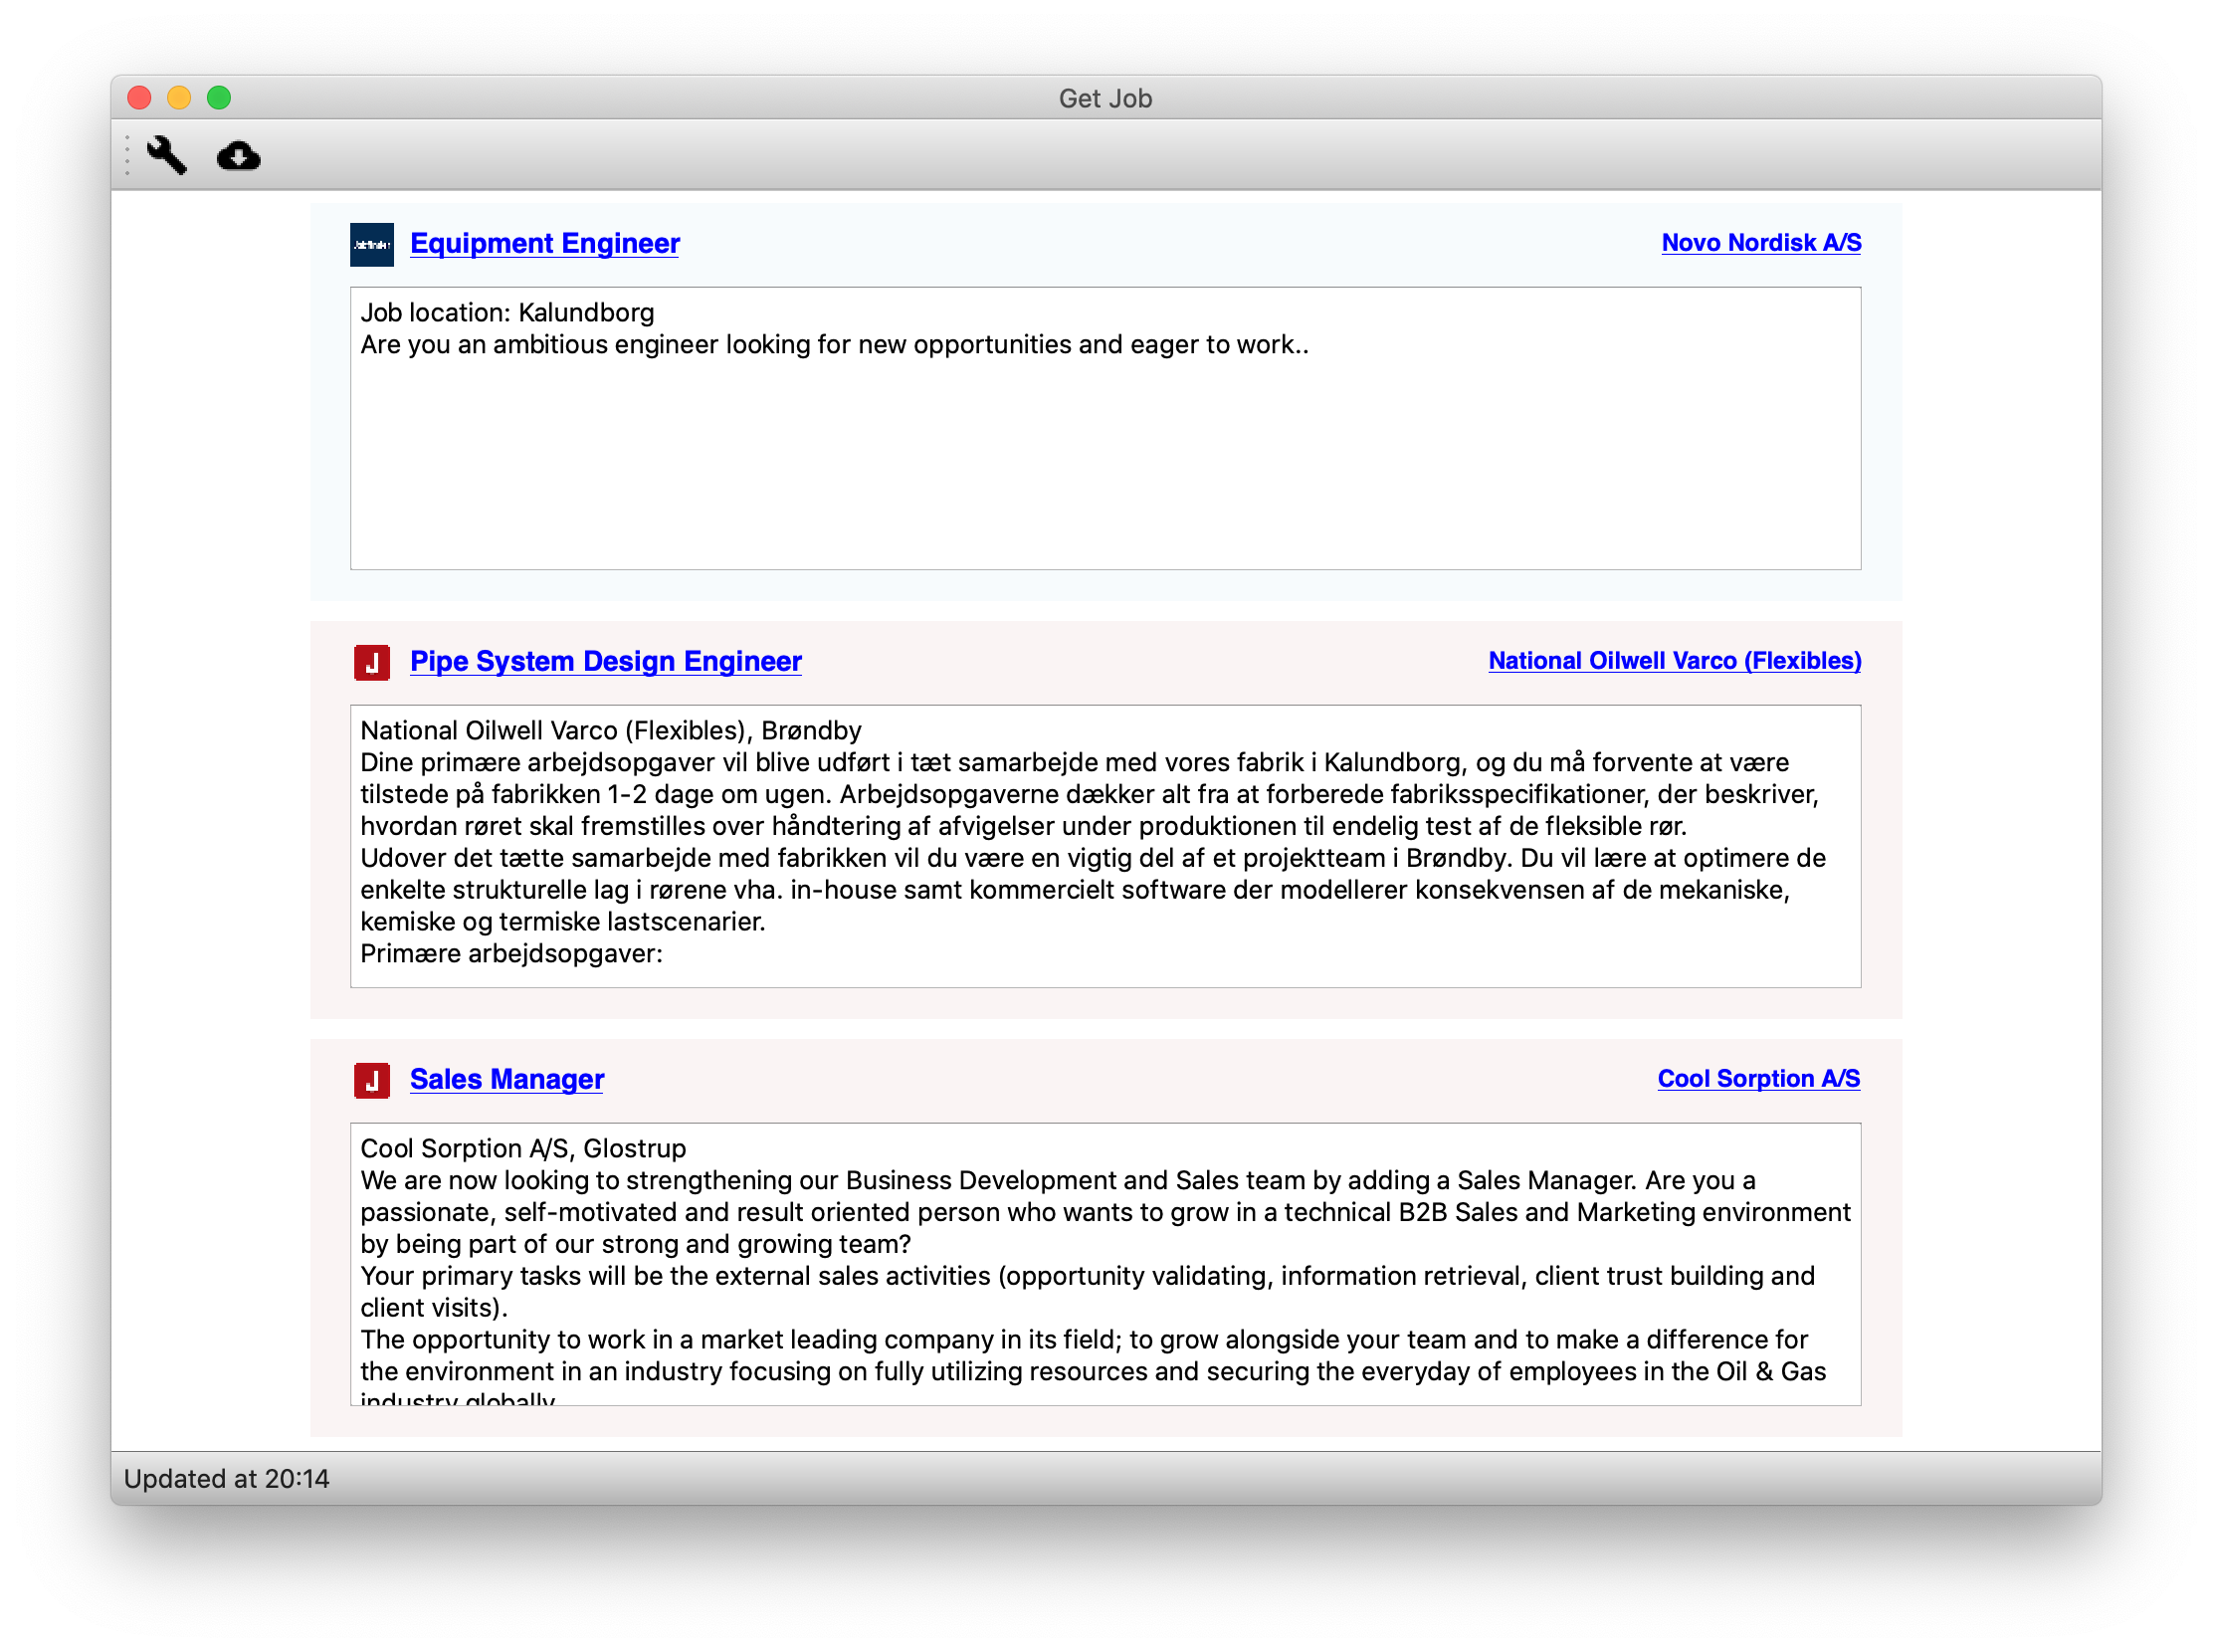 Get Job
Equipment Engineer
Novo Nordisk A/S
Job location: Kalundborg
Are you an ambitious engineer looking for new opportunities and eager to work..
J
Pipe System Design Engineer
National Oilwell Varco (Flexibles)
National Oilwell Varco (Flexibles), Brøndby
Dine primære arbejdsopgaver vil blive udført i tæt samarbejde med vores fabrik i Kalundborg, og du må forvente at være
tilstede på fabrikken 1-2 dage om ugen. Arbejdsopgaverne dækker alt fra at forberede fabriksspecifikationer, der beskriver,
hvordan røret skal fremstilles over håndtering af afvigelser under produktionen til endelig test af de fleksible rør.
Udover det tætte samarbejde med fabrikken vil du være en vigtig del af et projektteam i Brøndby. Du vil lære at optimere de
enkelte strukturelle lag i rørene vha. in-house samt kommercielt software der modellerer konsekvensen af de mekaniske,
kemiske og termiske lastscenarier.
Primære arbejdsopgaver:
J
Sales Manager
Cool Sorption A/S
Cool Sorption A/S, Glostrup
We are now looking to strengthening our Business Development and Sales team by adding a Sales Manager. Are you a
passionate, self-motivated and result oriented person who wants to grow in a technical B2B Sales and Marketing environment
by being part of our strong and growing team?
Your primary tasks will be the external sales activities (opportunity validating, information retrieval, client trust building and
client visits).
The opportunity to work in a market leading company in its field; to grow alongside your team and to make a difference for
the environment in an industry focusing on fully utilizing resources and securing the everyday of employees in the Oil & Gas
industry globally
Updated at 20:14